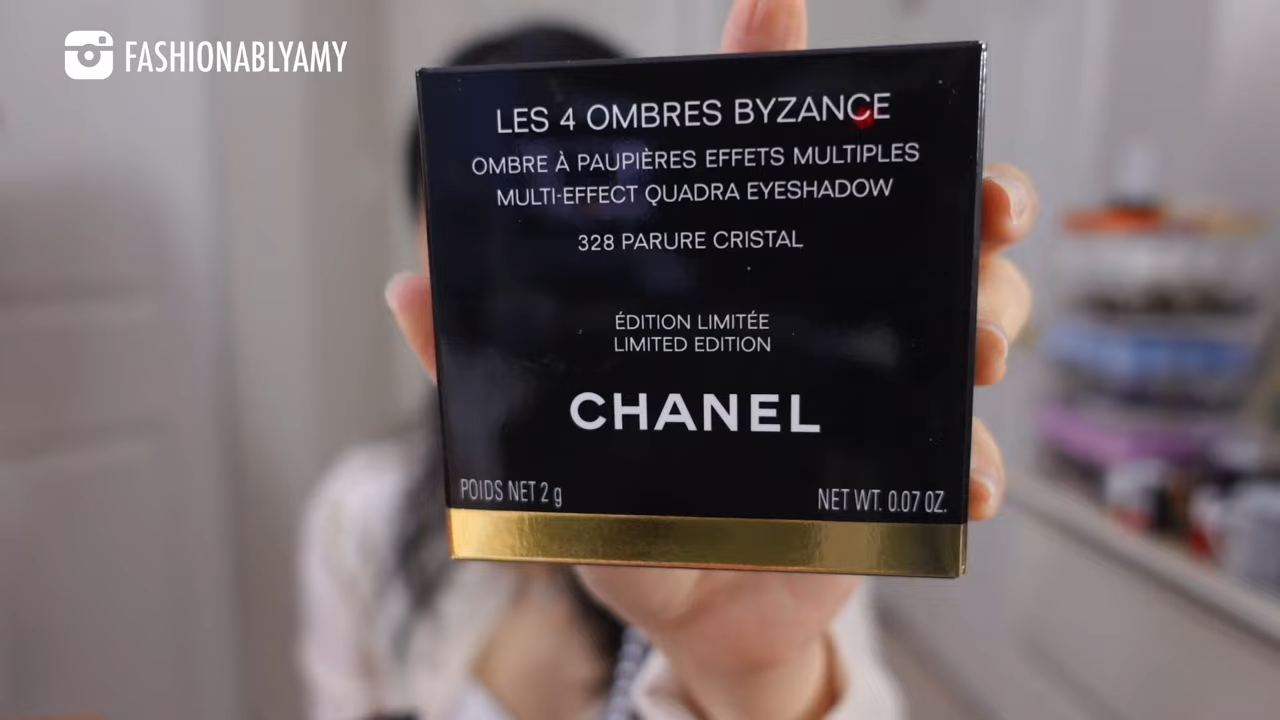 FASHIONABLYAMY
LES 4 OMBRES BYZANCE
OMBRE À PAUPIÈRES EFFETS MULTIPLES
MULTI-EFFECT QUADRA EYESHADOW
328 PARURE CRISTAL
ÉDITION LIMITÉE
LIMITED EDITION
CHANEL
POIDS NET 2 g
NET WT. 0.07 OZ.